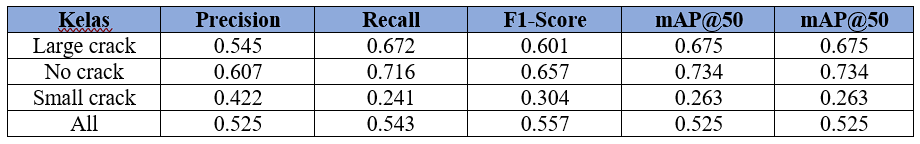 Kelas Precision Recall F1-Score mAP@50 mAP@50
Large crack 0.545 0.672 0.601 0.675 0.675
No crack 0.607 0.716 0.657 0.734 0.734
Small crack 0.422 0.241 0.304 0.263 0.263
All 0.525 0.543 0.557 0.525 0.525